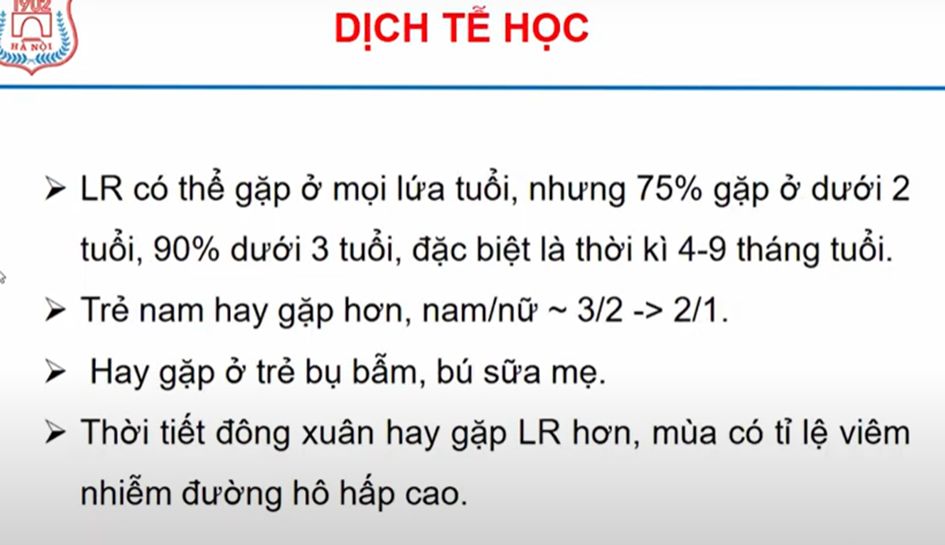 1902
HÀ NỘI
DỊCH TỄ HỌC
➢ LR có thể gặp ở mọi lứa tuổi, nhưng 75% gặp ở dưới 2
tuổi, 90% dưới 3 tuổi, đặc biệt là thời kì 4-9 tháng tuổi.
➢ Trẻ nam hay gặp hơn, nam/nữ ~ 3/2 -> 2/1.
➢ Hay gặp ở trẻ bụ bẫm, bú sữa mẹ.
➢ Thời tiết đông xuân hay gặp LR hơn, mùa có tỉ lệ viêm
nhiễm đường hô hấp cao.